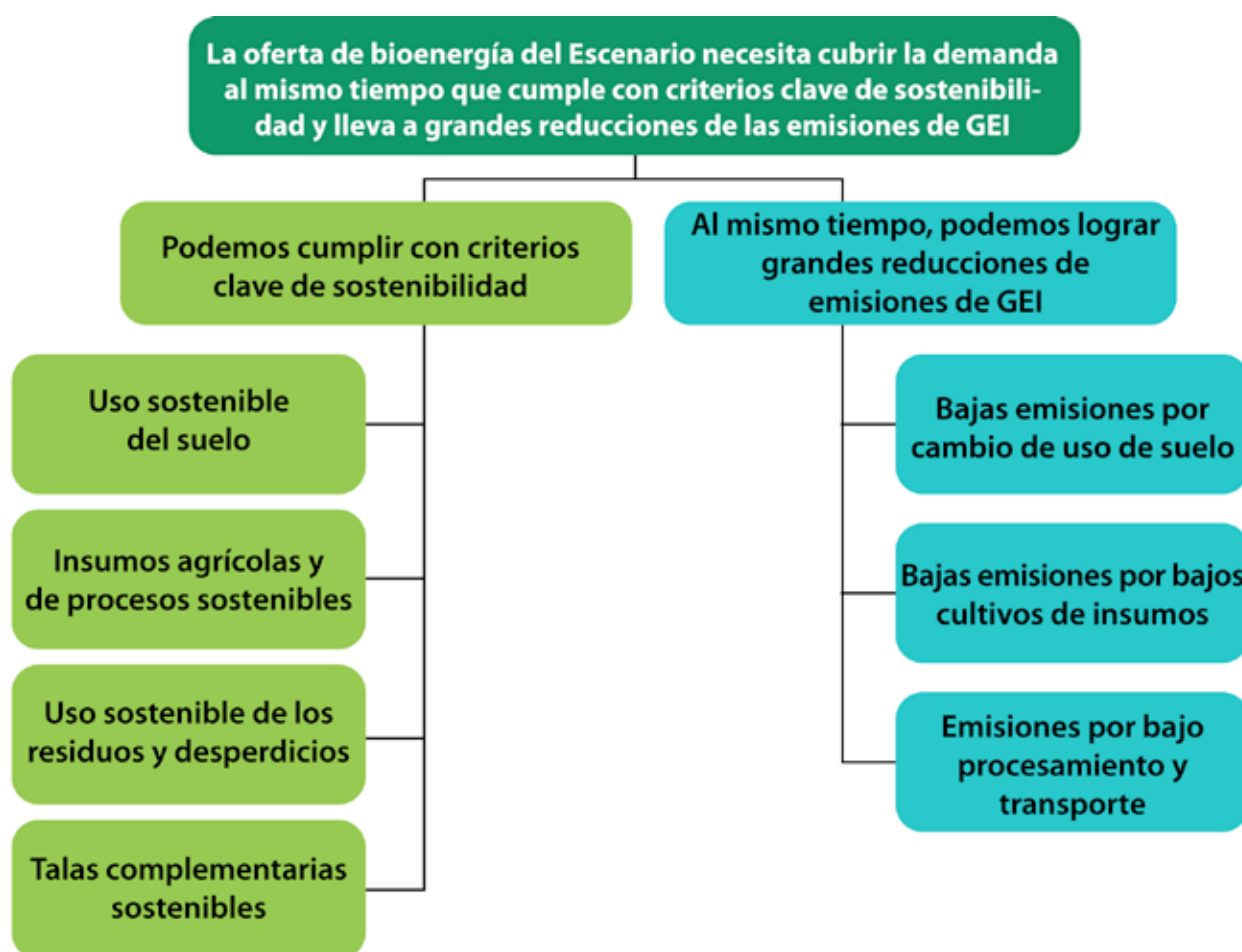 La oferta de bioenergía del Escenario necesita cubrir la demanda
al mismo tiempo que cumple con criterios clave de sostenibili-
dad y lleva a grandes reducciones de las emisiones de GEI
Podemos cumplir con criterios
clave de sostenibilidad
Uso sostenible
del suelo
Insumos agrícolas y
de procesos sostenibles
Uso sostenible de los
residuos y desperdicios
Talas complementarias
sostenibles
Al mismo tiempo, podemos lograr
grandes reducciones de
emisiones de GEI
Bajas emisiones por
cambio de uso de suelo
Bajas emisiones por bajos
cultivos de insumos
Emisiones por bajo
procesamiento y
transporte